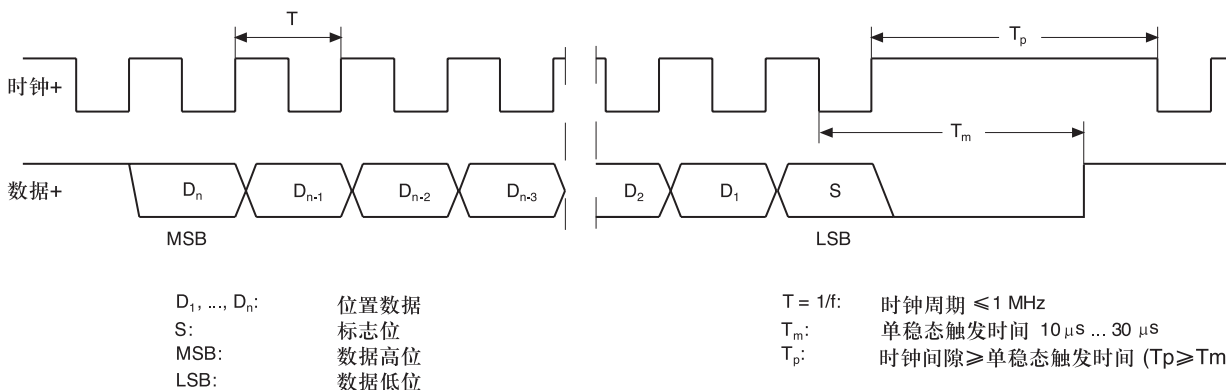 T
Tp
时钟+
Tm
数据+
Dn
Dn-1
Dn-2
Dn-3
D2
D1
S
MSB
LSB
D1, ..., Dn: 位置数据
S: 标志位
MSB: 数据高位
LSB: 数据低位
T = 1/f: 时钟周期 ≤1 MHz
Tm: 单稳态触发时间 10 μs ... 30 μs
Tp: 时钟间隙≥单稳态触发时间 (Tp≥Tm